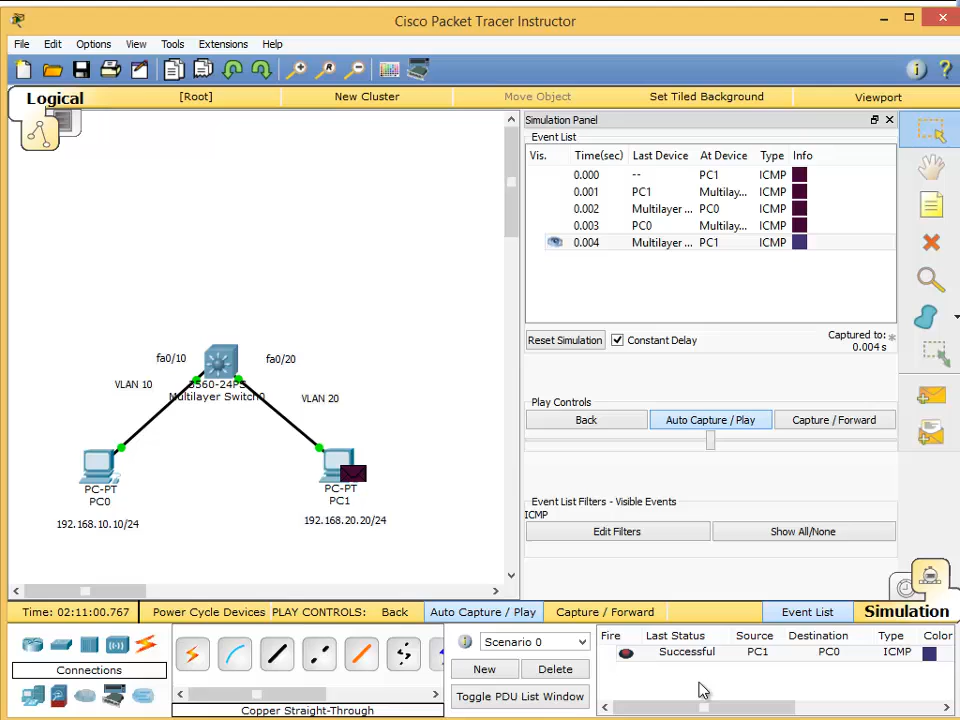 Cisco Packet Tracer Instructor
File Edit Options View Tools Extensions Help
Logical [Root] New Cluster Move Object Set Tiled Background Viewport
Simulation Panel
Event List
Vis. Time(sec) Last Device At Device Type Info
0.000 -- PC1 ICMP
0.001 PC1 Multilay... ICMP
0.002 Multilayer ... PC0 ICMP
0.003 PC0 Multilay... ICMP
0.004 Multilayer ... PC1 ICMP
Reset Simulation Constant Delay Captured to: *
0.004 s
fa0/10 fa0/20
3560-24PS
Multilayer Switch0
VLAN 10 VLAN 20
PC-PT
PC0
192.168.10.10/24
PC-PT
PC1
192.168.20.20/24
Play Controls
Back Auto Capture / Play Capture / Forward
Event List Filters - Visible Events
ICMP
Edit Filters Show All/None
Time: 02:11:00.767 Power Cycle Devices PLAY CONTROLS: Back Auto Capture / Play Capture / Forward Event List Simulation
Connections
Copper Straight-Through
Scenario 0
New Delete
Toggle PDU List Window
Fire Last Status Source Destination Type Color
Successful PC1 PC0 ICMP